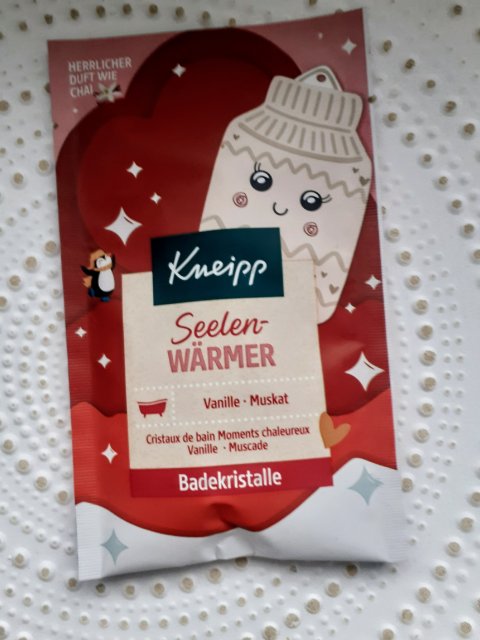 HERRLICHER
DUFT WIE
CHAI
Kneipp
Seelen-
WÄRMER
Vanille · Muskat
Cristaux de bain Moments chaleureux
Vanille · Muscade
Badekristalle